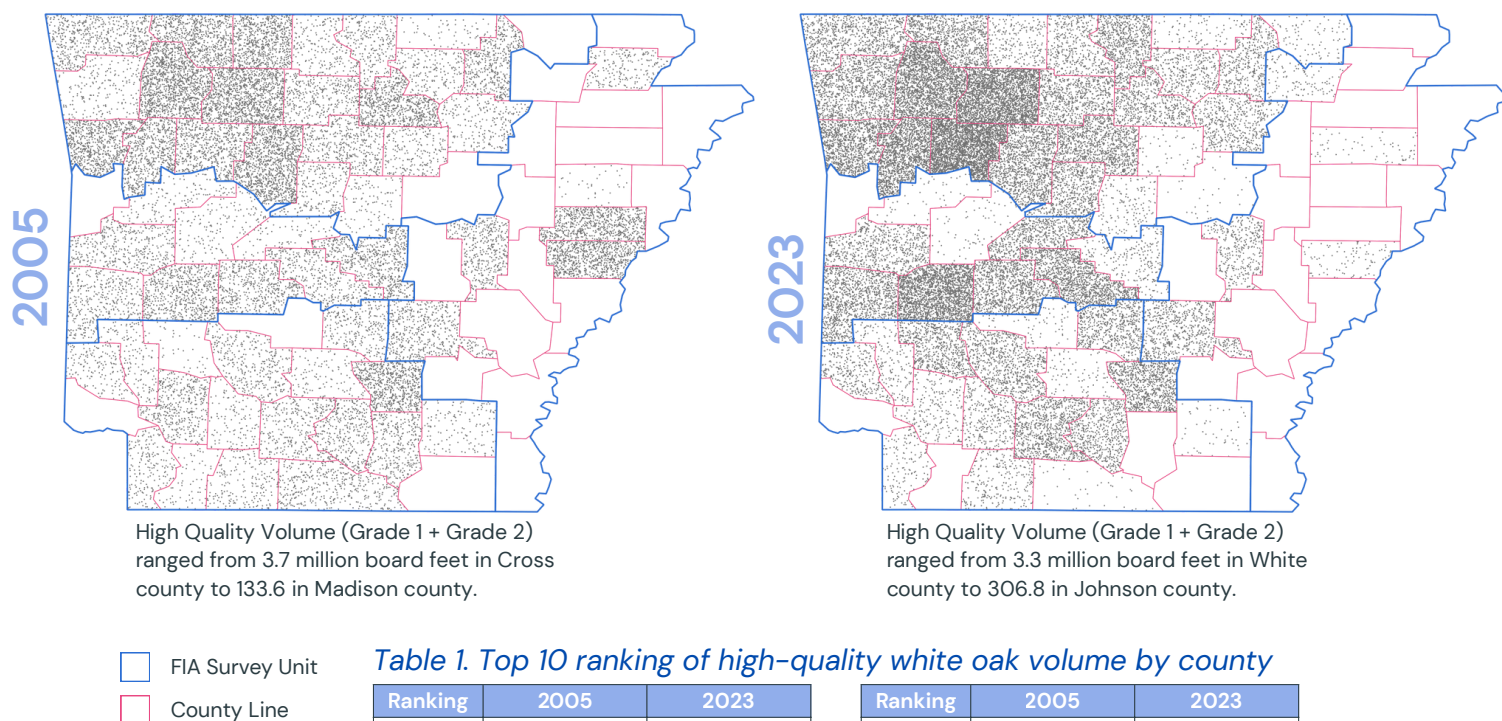 2005
2023
High Quality Volume (Grade 1 + Grade 2)
ranged from 3.7 million board feet in Cross
county to 133.6 in Madison county.
High Quality Volume (Grade 1 + Grade 2)
ranged from 3.3 million board feet in White
county to 306.8 in Johnson county.
FIA Survey Unit
County Line
Table 1. Top 10 ranking of high-quality white oak volume by county
Ranking 2005 2023
Ranking 2005 2023